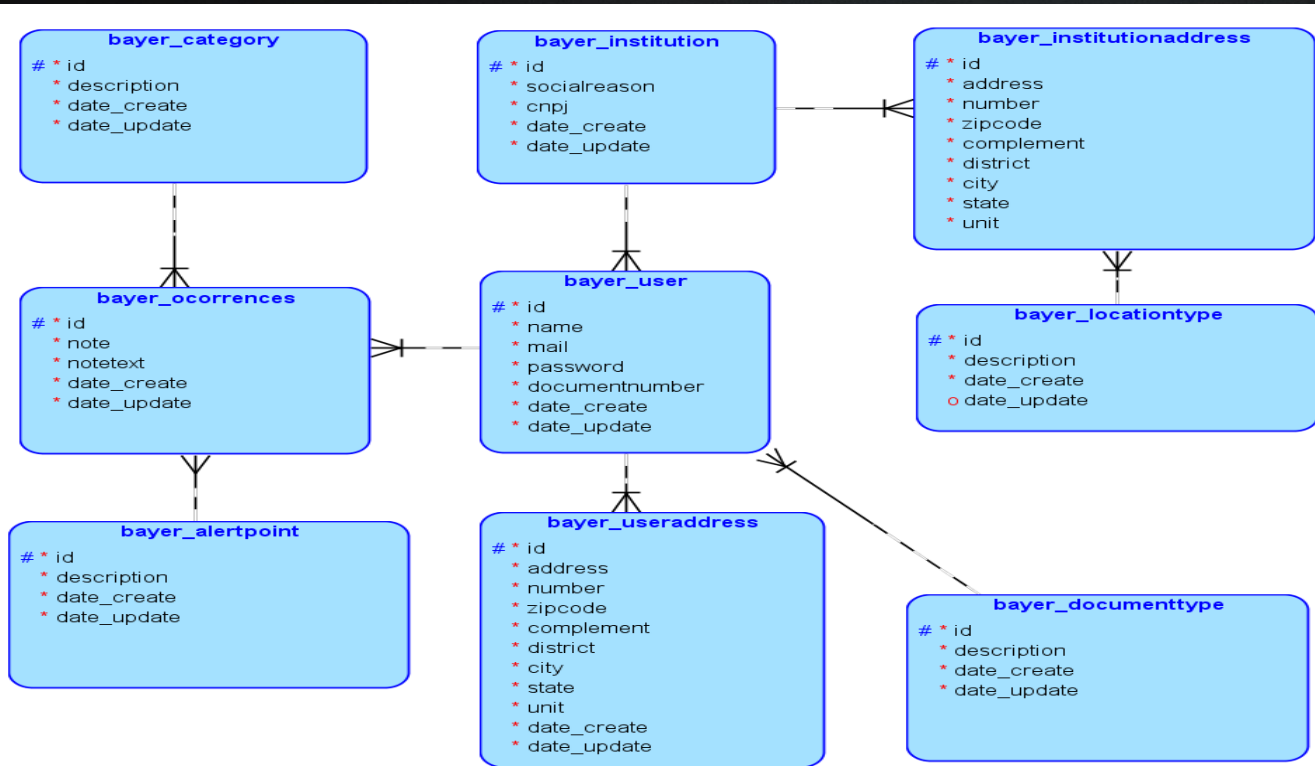 bayer_category
# * id
* description
* date_create
* date_update
bayer_institution
# * id
* socialreason
* cnpj
* date_create
* date_update
bayer_institutionaddress
# * id
* address
* number
* zipcode
* complement
* district
* city
* state
* unit
bayer_ocorrences
# * id
* note
* notetext
* date_create
* date_update
bayer_user
# * id
* name
* mail
* password
* documentnumber
* date_create
* date_update
bayer_locationtype
# * id
* description
* date_create
o date_update
bayer_alertpoint
# * id
* description
* date_create
* date_update
bayer_useraddress
# * id
* address
* number
* zipcode
* complement
* district
* city
* state
* unit
* date_create
* date_update
bayer_documenttype
# * id
* description
* date_create
* date_update